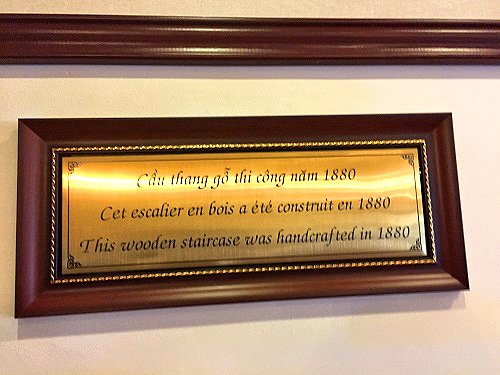 Cầu thang gỗ thi công năm 1880
Cet escalier en bois a été construit en 1880
This wooden staircase was handcrafted in 1880